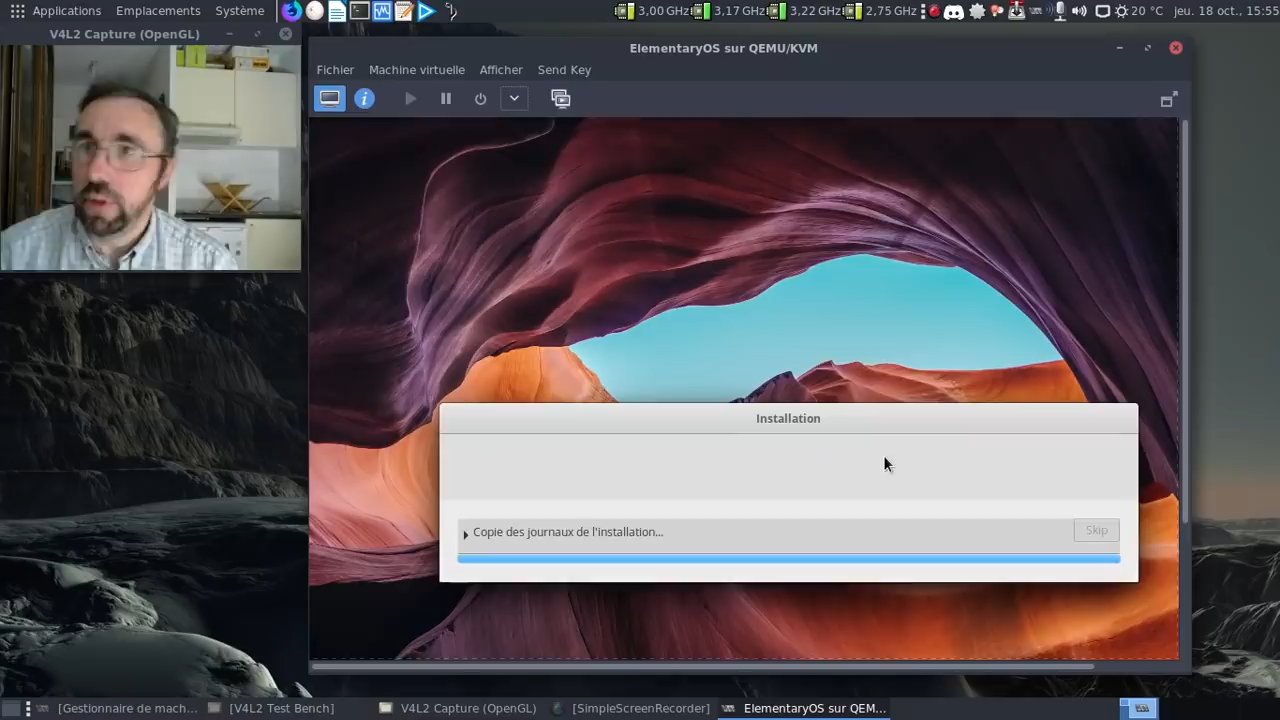 Applications Emplacements Système
3,00 GHz 3,17 GHz 3,22 GHz 2,75 GHz 20 °C jeu. 18 oct., 15:55
V4L2 Capture (OpenGL)
ElementaryOS sur QEMU/KVM
Fichier Machine virtuelle Afficher Send Key
Installation
Copie des journaux de l'installation...
Skip
[Gestionnaire de mach... [V4L2 Test Bench] V4L2 Capture (OpenGL) [SimpleScreenRecorder] ElementaryOS sur QEM...